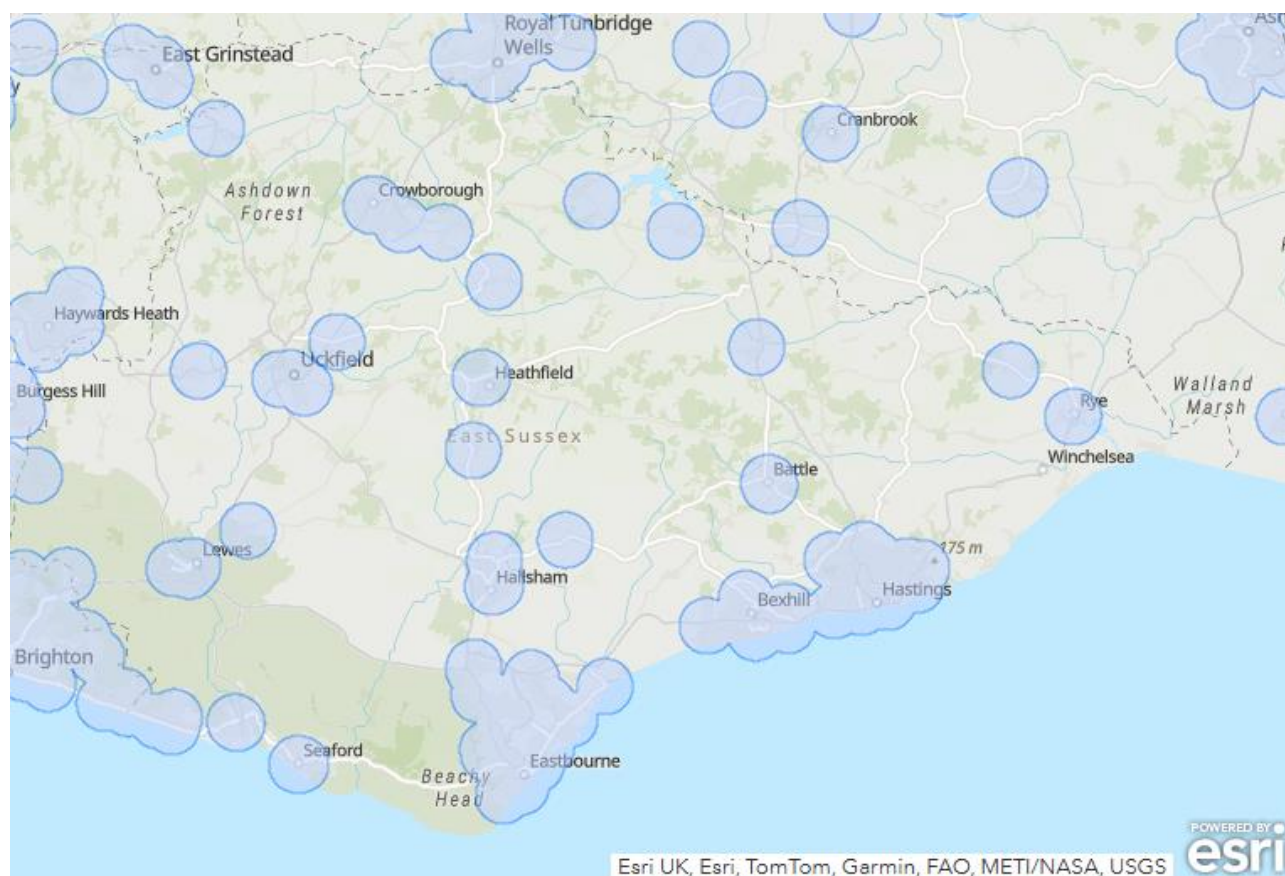 Royal Tunbridge
Wells
East Grinstead
Cranbrook
Ashdown
Forest
Crowborough
Haywards Heath
Uckfield
Heathfield
Burgess Hill
Walland
Marsh
Rye
East Sussex
Winchelsea
Battle
Lewes
175 m
Hailsham
Bexhill
Hastings
Brighton
Seaford
Eastbourne
Beachy
Head
POWERED BY
esri
Esri UK, Esri, TomTom, Garmin, FAO, METI/NASA, USGS